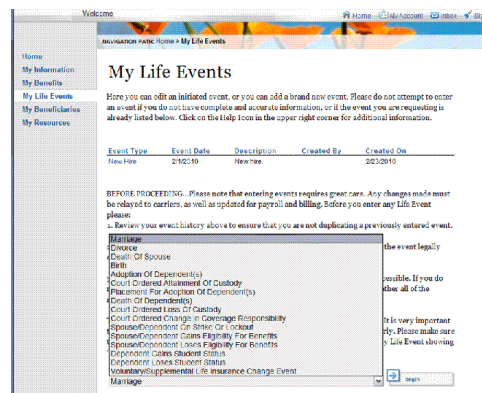 Welcome
Home My Account Inbox
NAVIGATION PATH: Home > My Life Events
Home
My Information
My Benefits
My Life Events
My Beneficiaries
My Resources
My Life Events
Here you can edit an initiated event, or you can add a brand new event. Please do not attempt to enter
an event if you do not have complete and accurate information, or if the event you are requesting is
already listed below. Click on the Help Icon in the upper right corner for additional information.
Event Type Event Date Description Created By Created On
New Hire 2/1/2010 New hire. 2/23/2010
BEFORE PROCEEDING...Please note that entering events requires great care. Any changes made must
be relayed to carriers, as well as updated for payroll and billing. Before you enter any Life Event
please:
1. Review your event history above to ensure that you are not duplicating a previously entered event.
Marriage
Divorce
Death Of Spouse
the event legally
Birth
Adoption Of Dependent(s)
Court Ordered Attainment Of Custody
essible. If you do
Placement For Adoption Of Dependent(s)
ther all of the
Death Of Dependent(s)
Court Ordered Loss Of Custody
Court Ordered Change in Coverage Responsibility
It is very important
Spouse/Dependent On Strike Or Lockout
rly. Please make sure
Spouse/Dependent Gains Eligibility For Benefits
y Life Event showing
Spouse/Dependent Loses Eligibility For Benefits
Dependent Gains Student Status
Dependent Loses Student Status
Voluntary/Supplemental Life Insurance Change Event
Marriage
begin